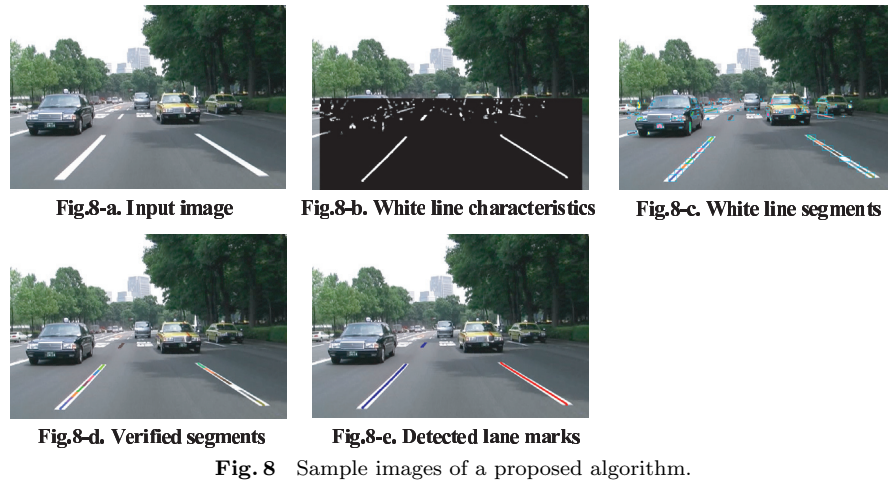 Fig.8-a. Input image
Fig.8-b. White line characteristics
Fig.8-c. White line segments
Fig.8-d. Verified segments
Fig.8-e. Detected lane marks
Fig. 8 Sample images of a proposed algorithm.